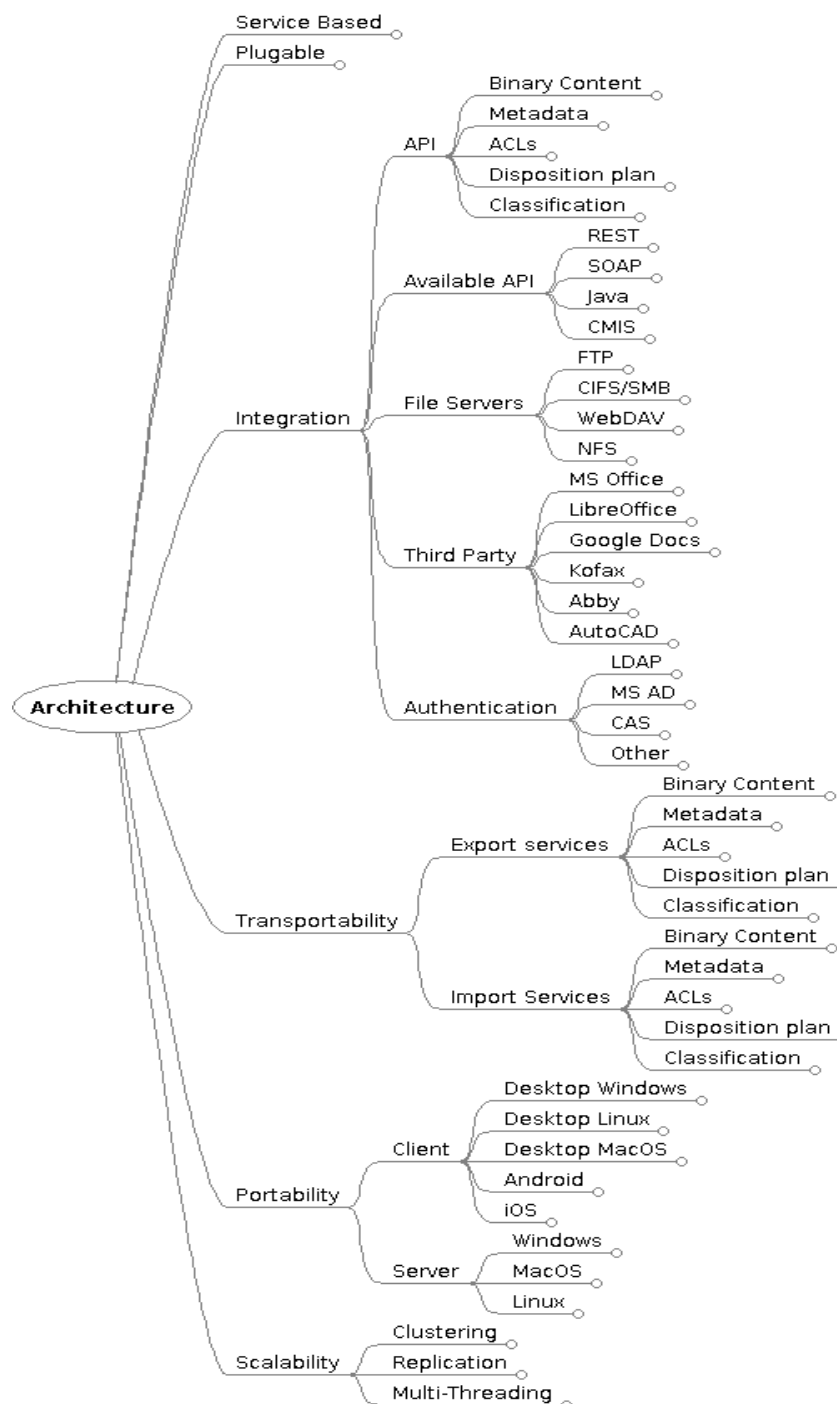 Service Based
Plugable
Binary Content
Metadata
API
ACLs
Disposition plan
Classification
REST
SOAP
Available API
Java
CMIS
FTP
CIFS/SMB
File Servers
WebDAV
Integration
NFS
MS Office
LibreOffice
Google Docs
Third Party
Kofax
Abby
AutoCAD
LDAP
MS AD
Authentication
CAS
Other
Architecture
Binary Content
Metadata
Export services
ACLs
Disposition plan
Classification
Transportability
Binary Content
Metadata
Import Services
ACLs
Disposition plan
Classification
Desktop Windows
Desktop Linux
Client
Desktop MacOS
Android
iOS
Portability
Windows
Server
MacOS
Linux
Clustering
Scalability
Replication
Multi-Threading